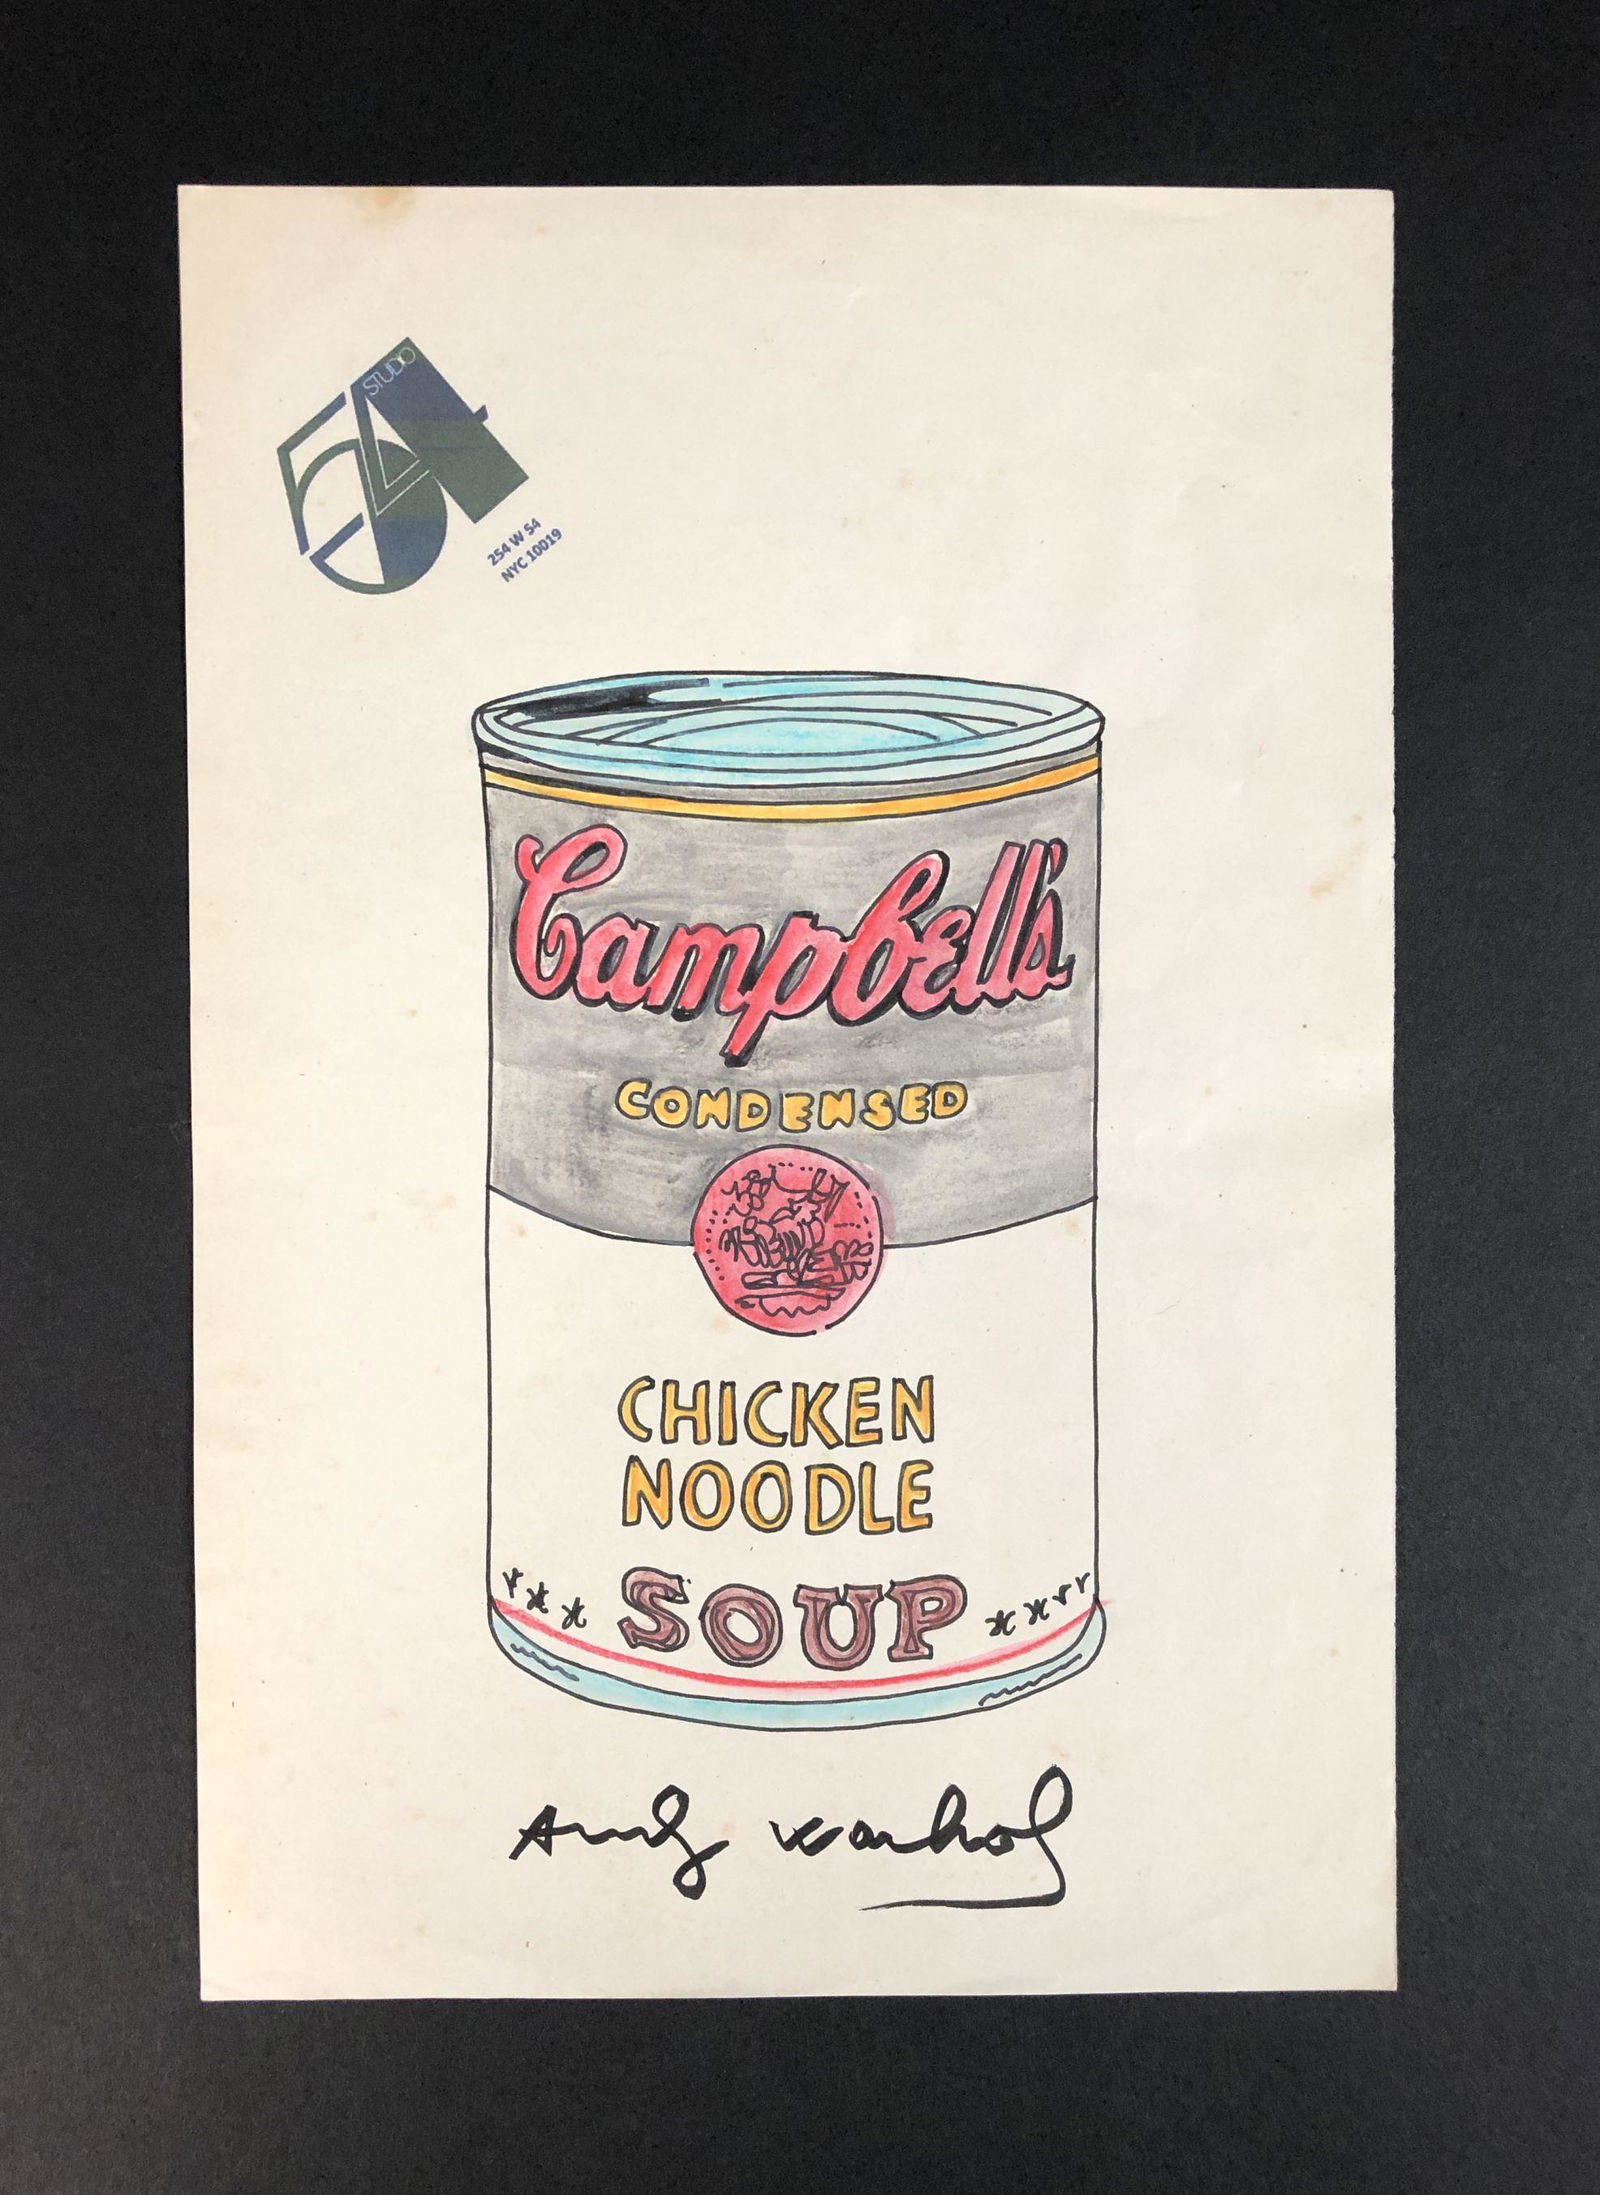 STUDIO
54
254 W 54
NYC 10019
Campbell's
CONDENSED
CHICKEN
NOODLE
SOUP
Andy Warhol